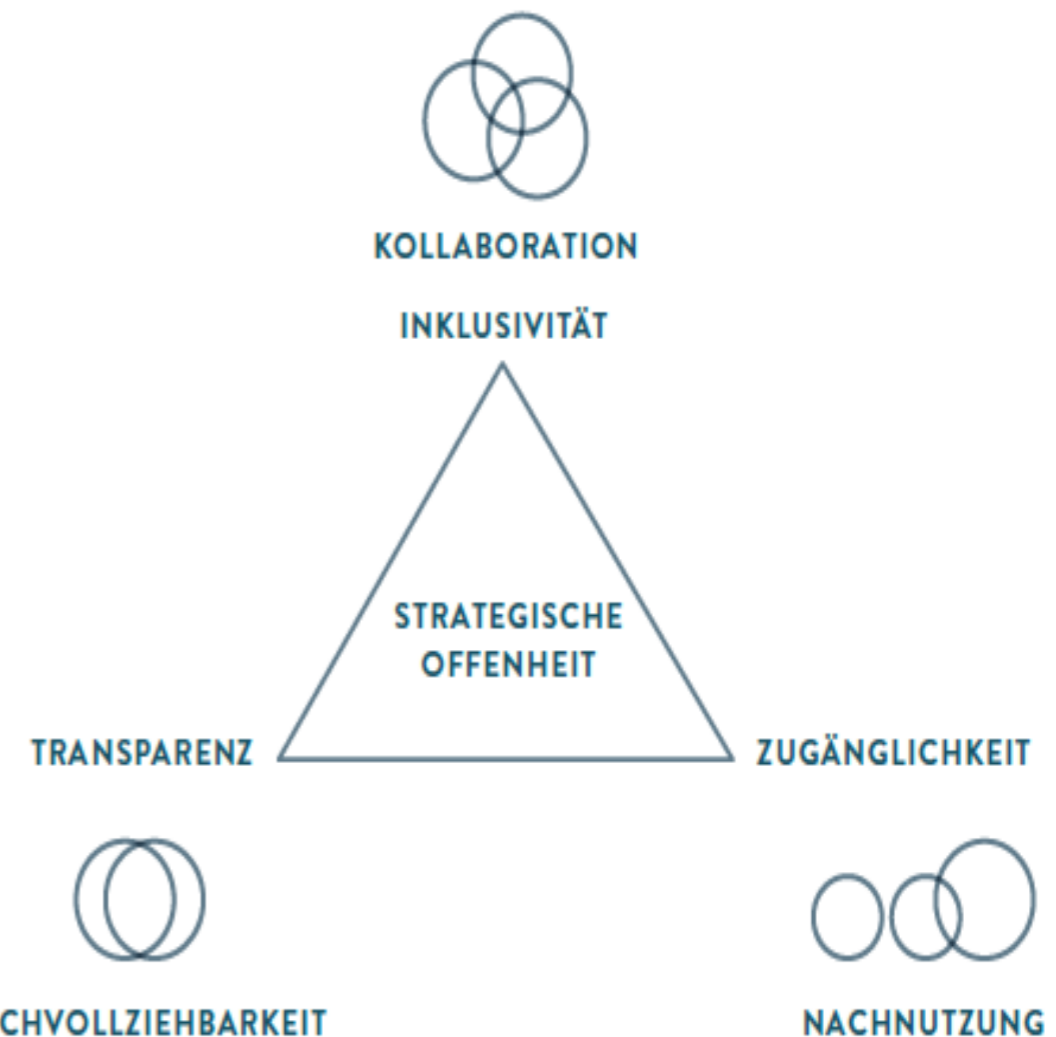 KOLLABORATION
INKLUSIVITÄT
STRATEGISCHE
OFFENHEIT
TRANSPARENZ
ZUGÄNGLICHKEIT
CHVOLLZIEHBARKEIT
NACHNUTZUNG